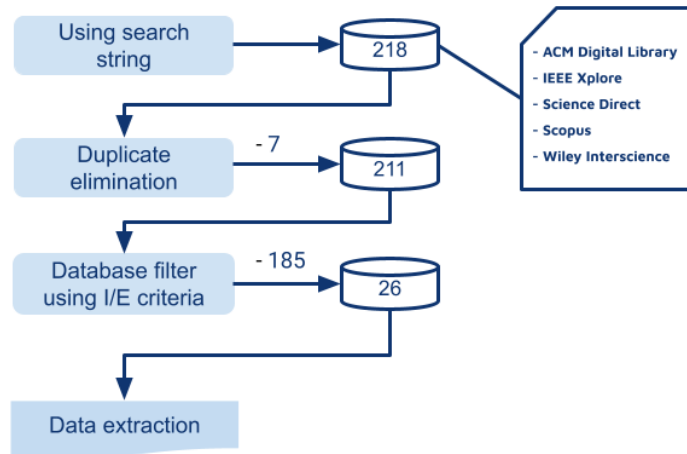 Using search
string
218
- ACM Digital Library
- IEEE Xplore
- Science Direct
- Scopus
- Wiley Interscience
Duplicate
elimination
- 7
211
Database filter
using I/E criteria
- 185
26
Data extraction